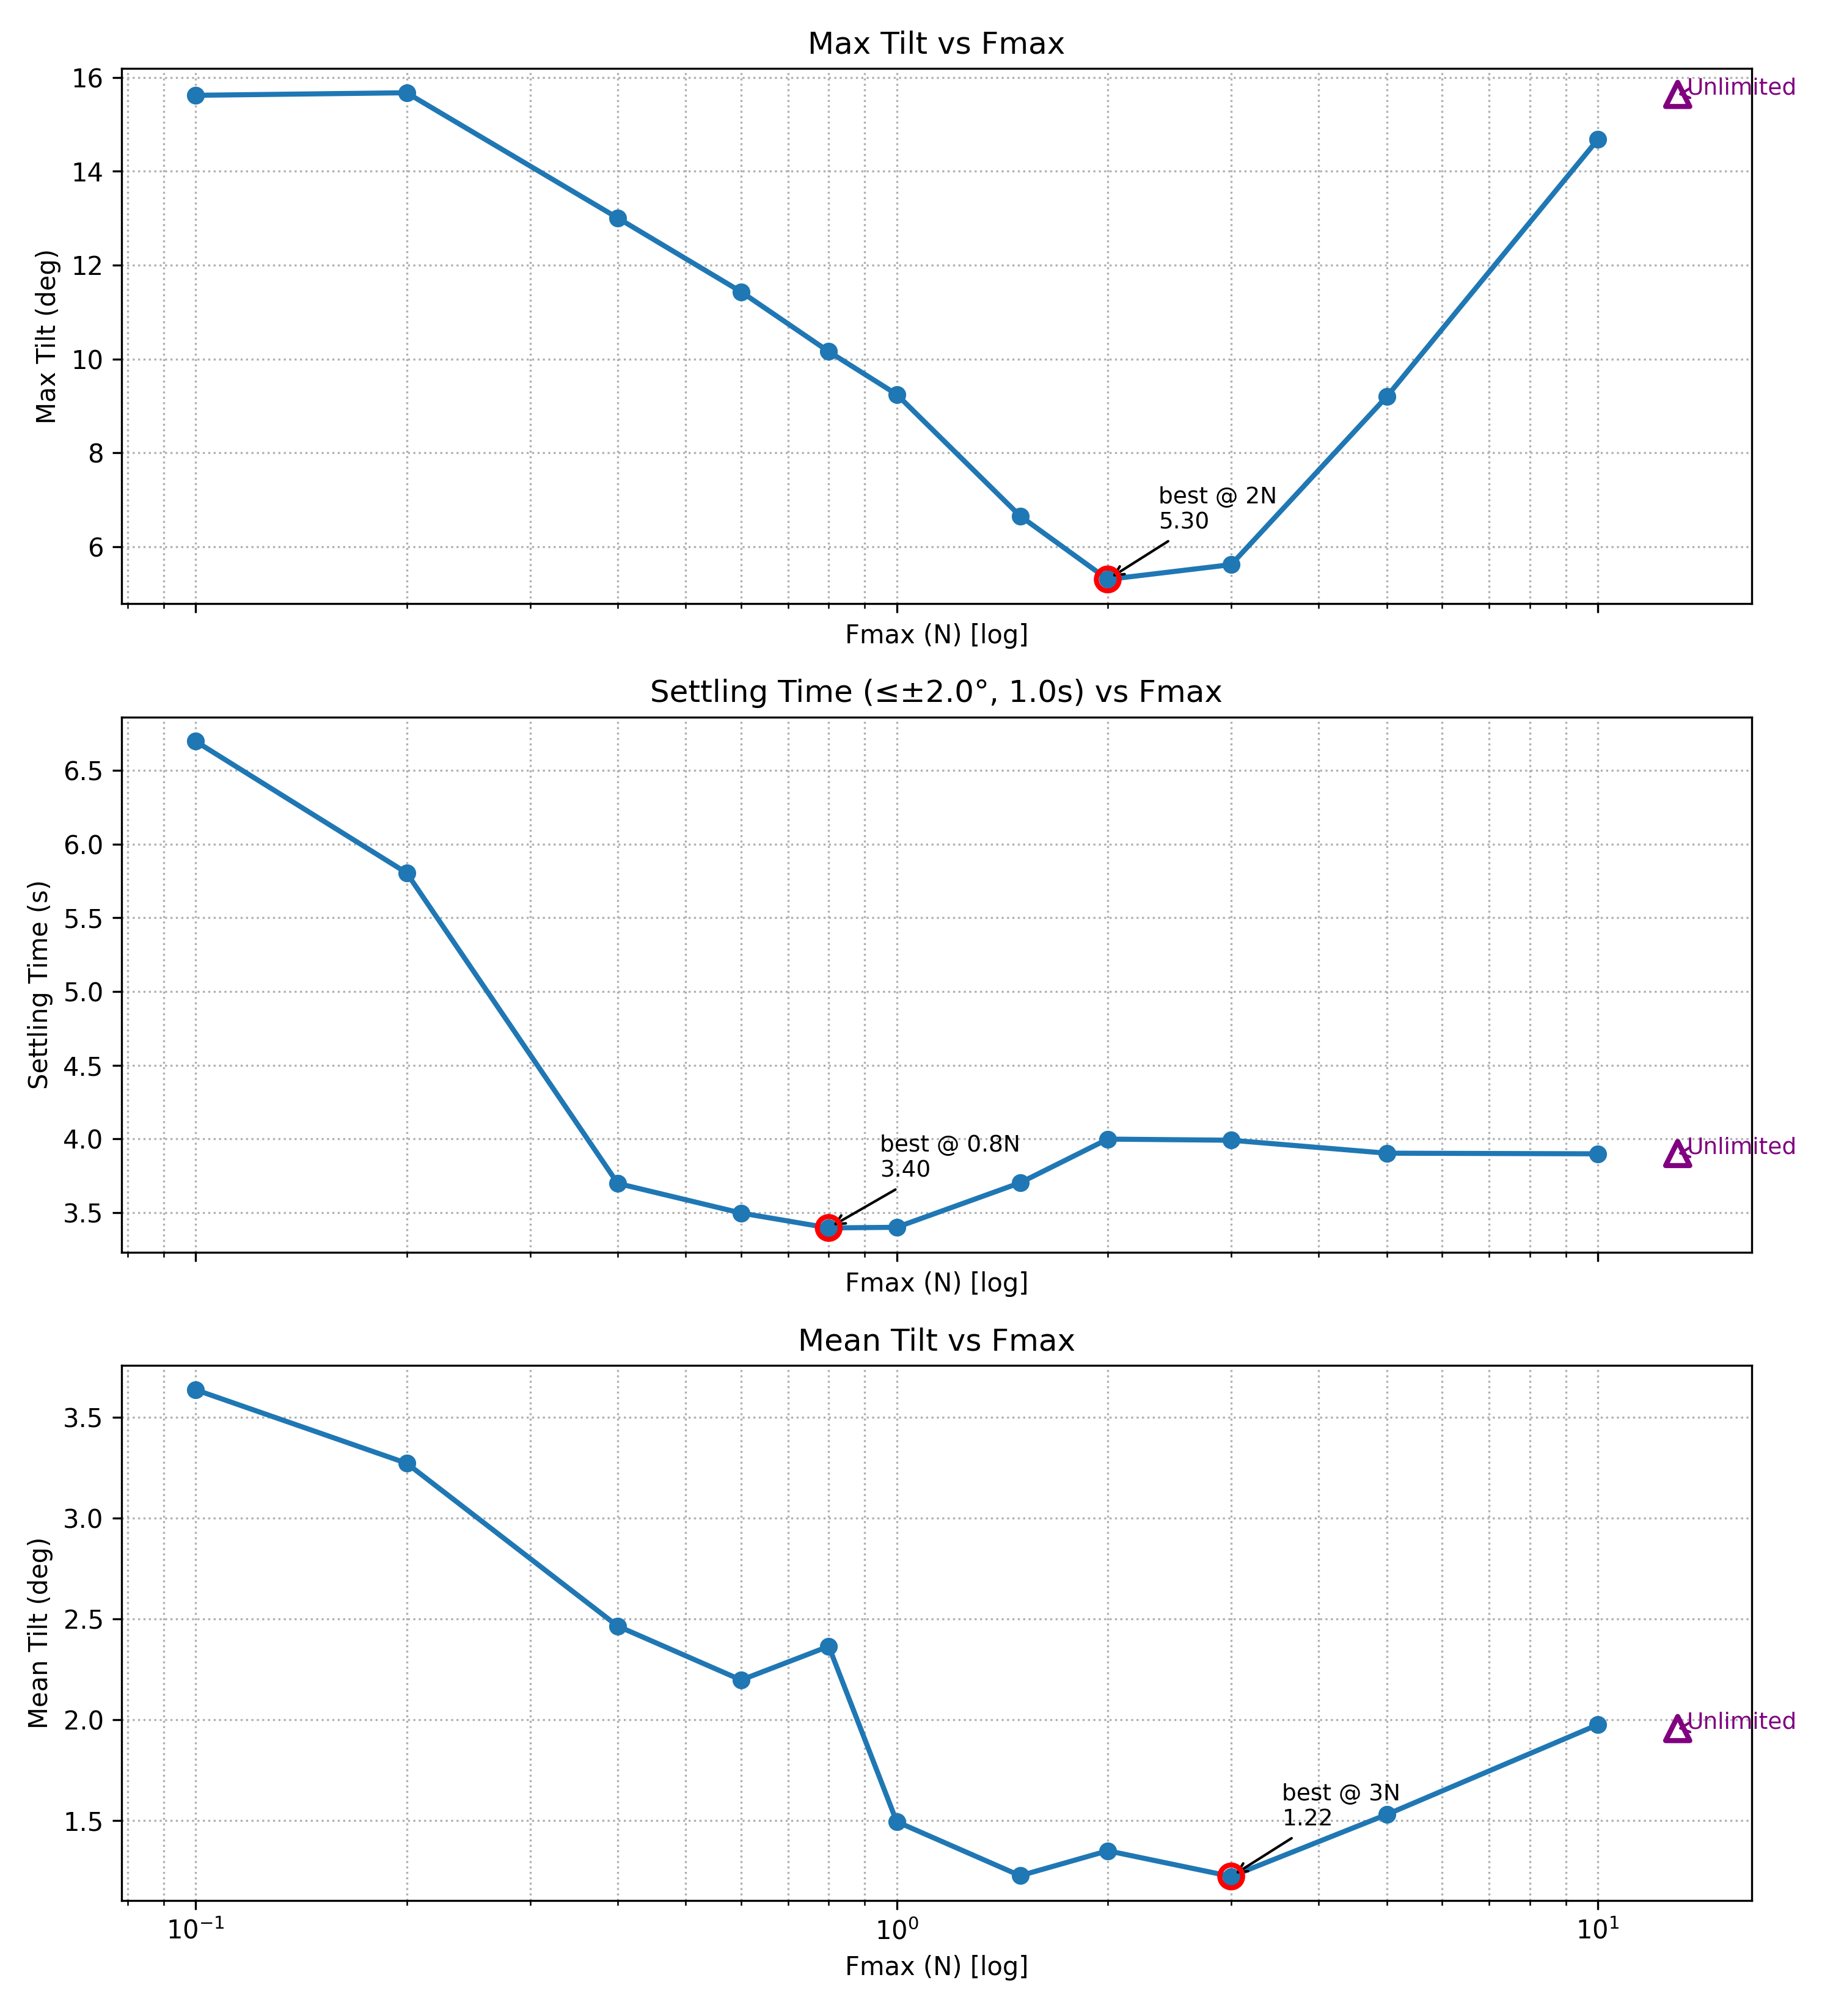 Max Tilt vs Fmax
16
14
12
10
8
6
Max Tilt (deg)
Unlimited
best @ 2N
5.30
Fmax (N) [log]
Settling Time (≤±2.0°, 1.0s) vs Fmax
6.5
6.0
5.5
5.0
4.5
4.0
3.5
Settling Time (s)
best @ 0.8N
3.40
Unlimited
Fmax (N) [log]
Mean Tilt vs Fmax
3.5
3.0
2.5
2.0
1.5
Mean Tilt (deg)
Unlimited
best @ 3N
1.22
10⁻¹ 10⁰ 10¹
Fmax (N) [log]